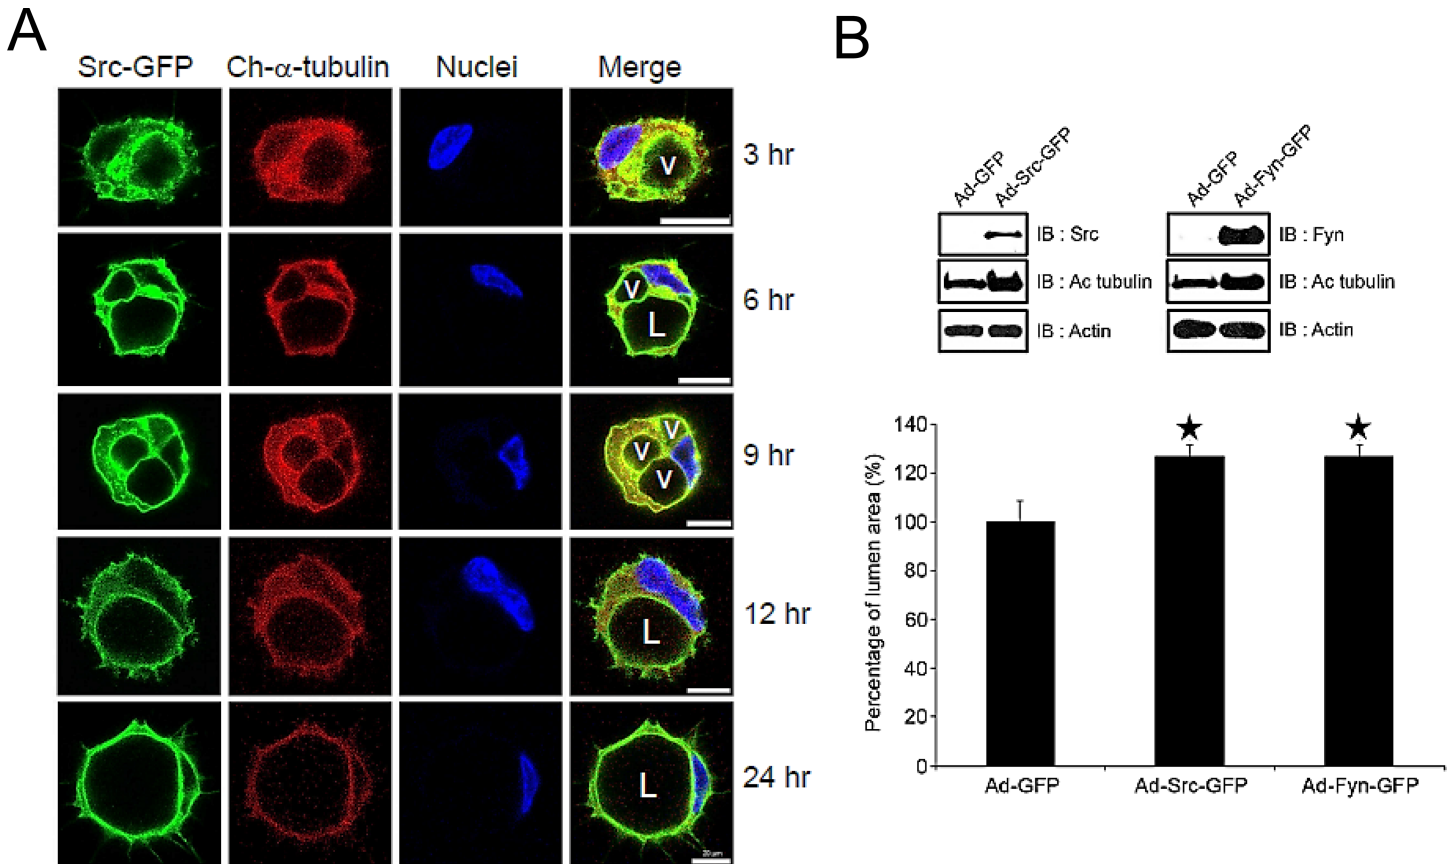 A
Src-GFP Ch-α-tubulin Nuclei Merge
V
3 hr
V
L
6 hr
V
V
V
9 hr
L
12 hr
L
24 hr
20 μm
B
Ad-GFP
Ad-Src-GFP
IB : Src
IB : Ac tubulin
IB : Actin
Ad-GFP
Ad-Fyn-GFP
IB : Fyn
IB : Ac tubulin
IB : Actin
Percentage of lumen area (%)
140
120
100
80
60
40
20
0
Ad-GFP Ad-Src-GFP Ad-Fyn-GFP